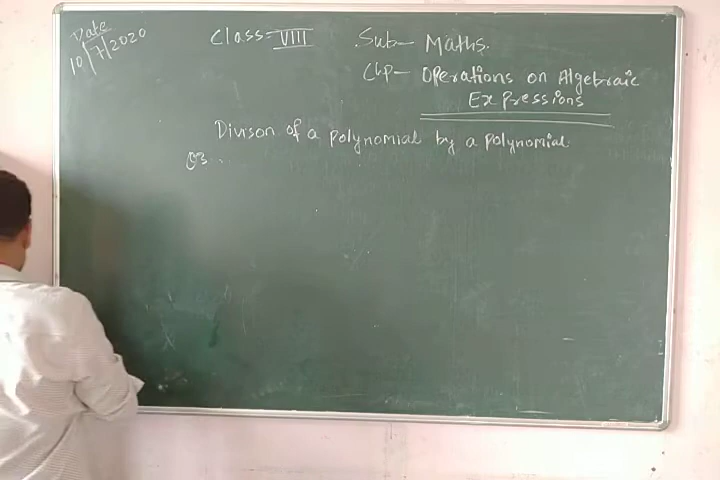 Date
10/7/2020
Class- VIII
Sub- Maths.
Chp- Operations on Algebraic
Expressions
Divison of a Polynomial by a Polynomial
Q3